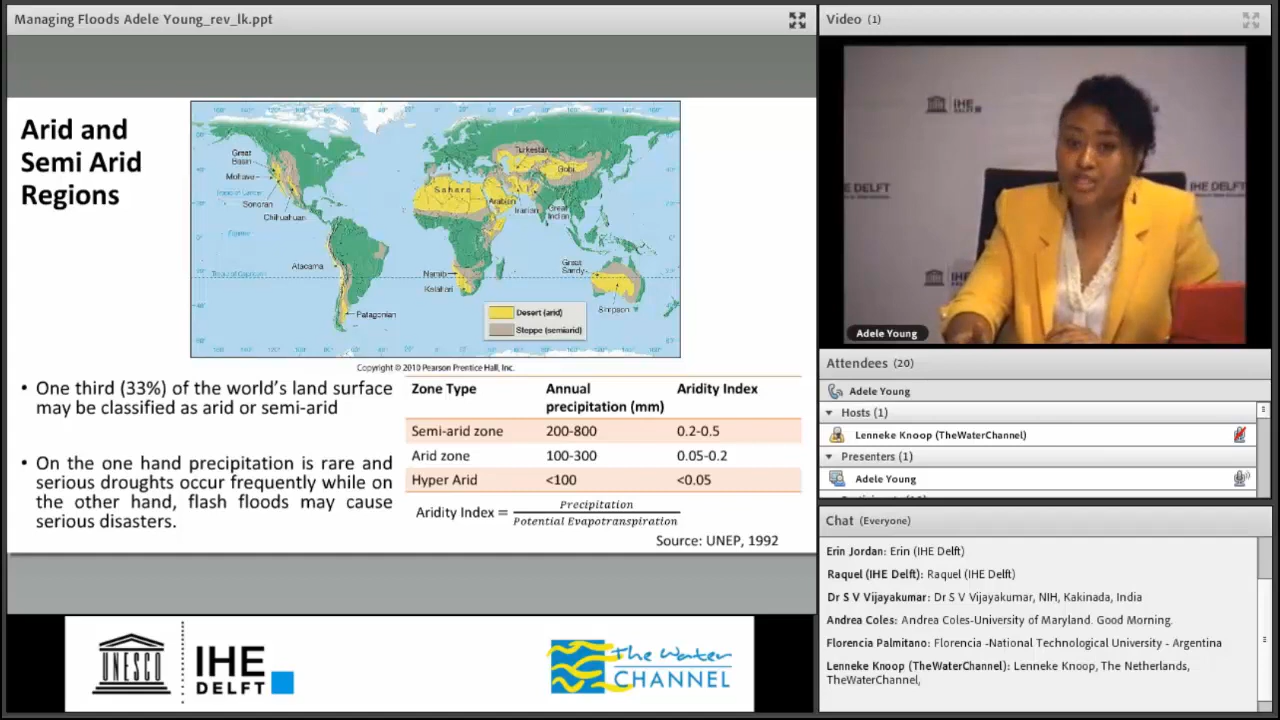 Managing Floods Adele Young_rev_lk.ppt
Arid and
Semi Arid
Regions
Great
Basin
Mohave
Sonoran
Chihuahuan
Atacama
Patagonian
Sahara
Arabian
Turkestan
Gobi
Iranian
Great
Indian
Namib
Kalahari
Great
Sandy
Simpson
Desert (arid)
Steppe (semiarid)
Copyright © 2010 Pearson Prentice Hall, Inc.
• One third (33%) of the world's land surface
may be classified as arid or semi-arid
• On the one hand precipitation is rare and
serious droughts occur frequently while on
the other hand, flash floods may cause
serious disasters.
Zone Type Annual precipitation (mm) Aridity Index
Semi-arid zone 200-800 0.2-0.5
Arid zone 100-300 0.05-0.2
Hyper Arid <100 <0.05
Aridity Index = Precipitation
Potential Evapotranspiration
Source: UNEP, 1992
UNESCO
IHE
DELFT
The Water
CHANNEL
Video (1)
IHE
DELFT
IHE DELFT
IHE DELFT
Adele Young
Attendees (20)
Adele Young
Hosts (1)
Lenneke Knoop (TheWaterChannel)
Presenters (1)
Adele Young
Chat (Everyone)
Erin Jordan: Erin (IHE Delft)
Raquel (IHE Delft): Raquel (IHE Delft)
Dr S V Vijayakumar: Dr S V Vijayakumar, NIH, Kakinada, India
Andrea Coles: Andrea Coles-University of Maryland. Good Morning.
Florencia Palmitano: Florencia -National Technological University - Argentina
Lenneke Knoop (TheWaterChannel): Lenneke Knoop, The Netherlands,
TheWaterChannel,